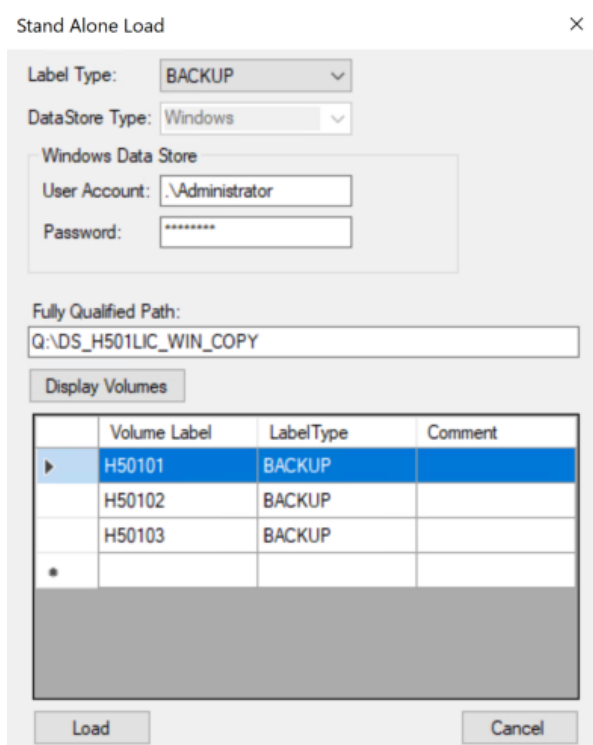 Stand Alone Load
Label Type: BACKUP
DataStore Type: Windows
Windows Data Store
User Account: .\Administrator
Password: ********
Fully Qualified Path:
Q:\DS_H501LIC_WIN_COPY
Display Volumes
Volume Label LabelType Comment
H50101 BACKUP
H50102 BACKUP
H50103 BACKUP
Load Cancel